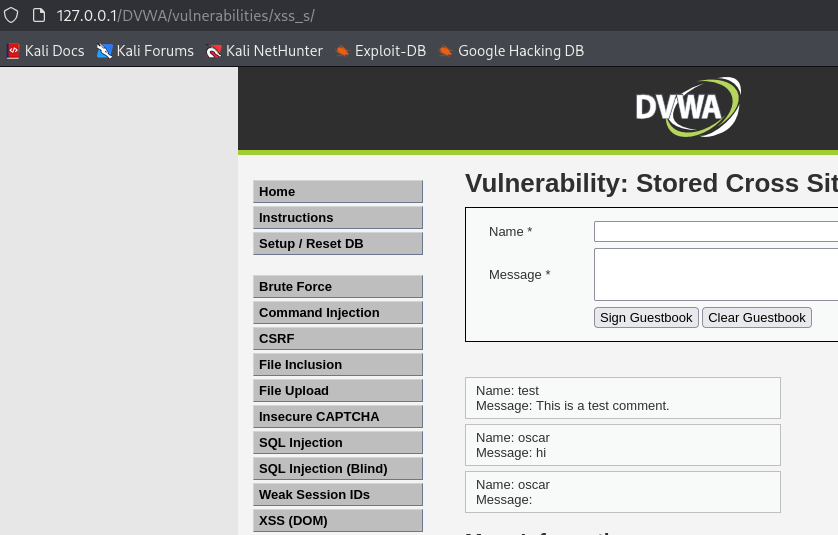 127.0.0.1/DVWA/vulnerabilities/xss_s/
Kali Docs Kali Forums Kali NetHunter Exploit-DB Google Hacking DB
DVWA
Home
Instructions
Setup / Reset DB
Brute Force
Command Injection
CSRF
File Inclusion
File Upload
Insecure CAPTCHA
SQL Injection
SQL Injection (Blind)
Weak Session IDs
XSS (DOM)
Vulnerability: Stored Cross Sit
Name *
Message *
Sign Guestbook Clear Guestbook
Name: test
Message: This is a test comment.
Name: oscar
Message: hi
Name: oscar
Message: